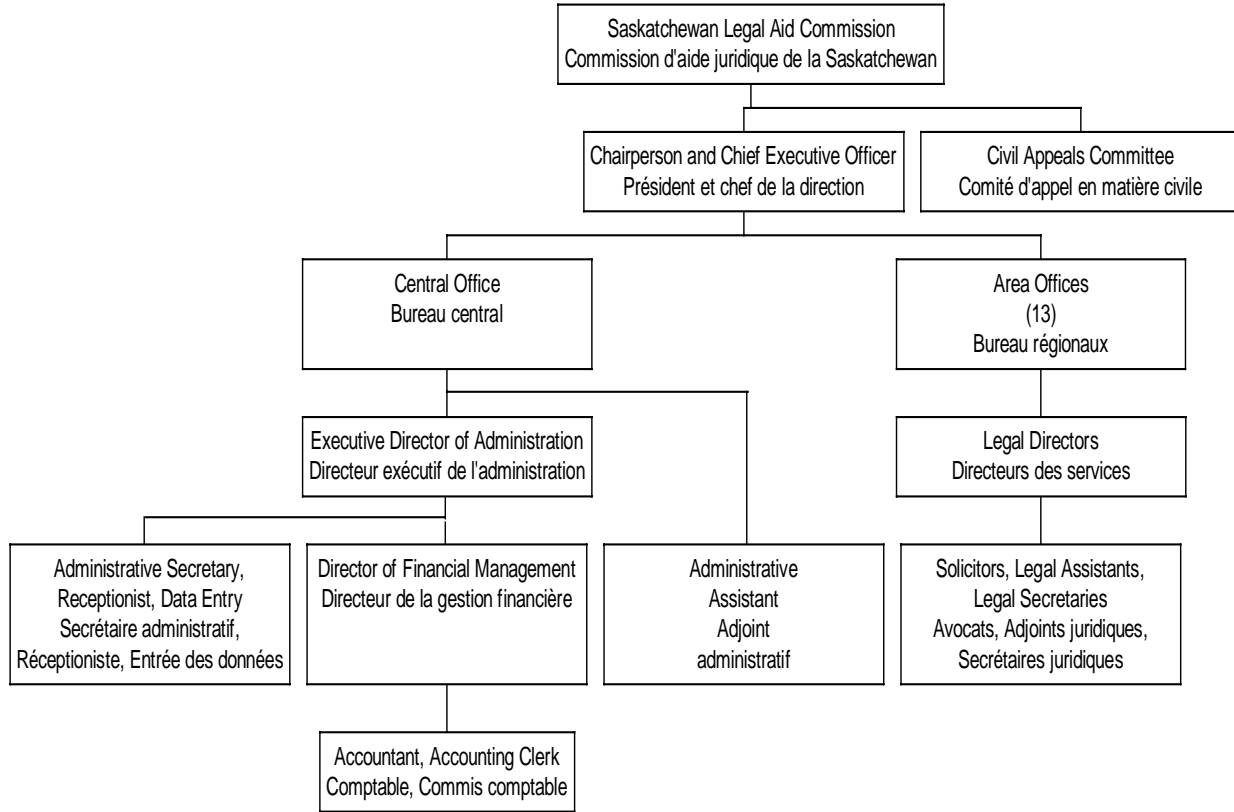 Saskatchewan Legal Aid Commission
Commission d'aide juridique de la Saskatchewan
Chairperson and Chief Executive Officer
Président et chef de la direction
Civil Appeals Committee
Comité d'appel en matière civile
Central Office
Bureau central
Area Offices
(13)
Bureau régionaux
Executive Director of Administration
Directeur exécutif de l'administration
Legal Directors
Directeurs des services
Administrative Secretary,
Receptionist, Data Entry
Secrétaire administratif,
Réceptioniste, Entrée des données
Director of Financial Management
Directeur de la gestion financière
Administrative
Assistant
Adjoint
administratif
Solicitors, Legal Assistants,
Legal Secretaries
Avocats, Adjoints juridiques,
Secrétaires juridiques
Accountant, Accounting Clerk
Comptable, Commis comptable